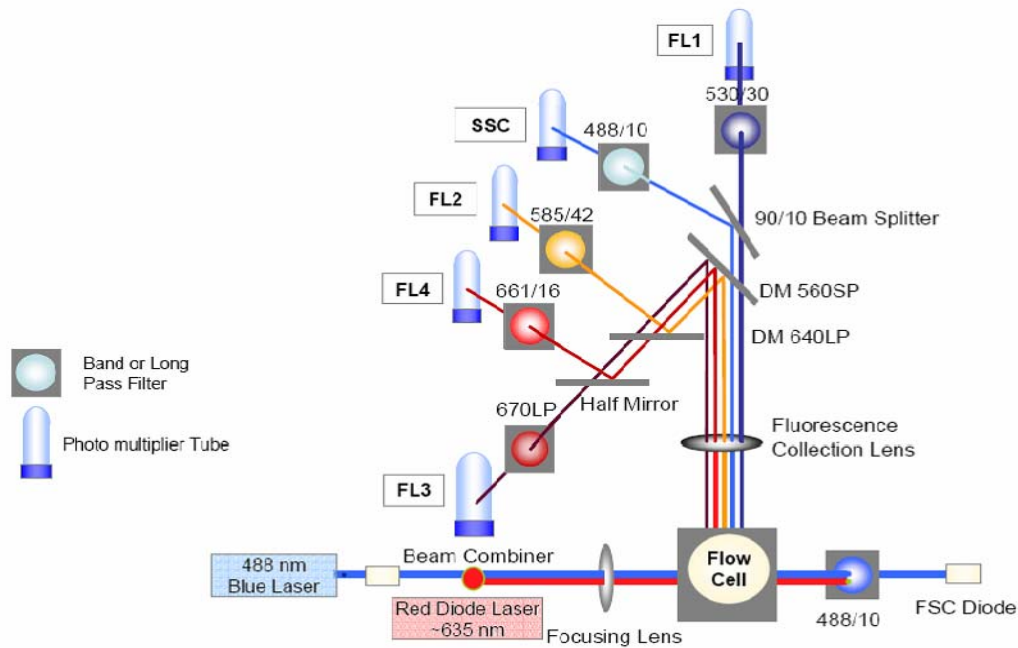 FL1
530/30
SSC
488/10
90/10 Beam Splitter
FL2
585/42
DM 560SP
FL4
661/16
DM 640LP
Band or Long
Pass Filter
Half Mirror
670LP
Fluorescence
Collection Lens
Photo multiplier Tube
FL3
488 nm
Blue Laser
Beam Combiner
Red Diode Laser
~635 nm
Focusing Lens
Flow
Cell
488/10
FSC Diode